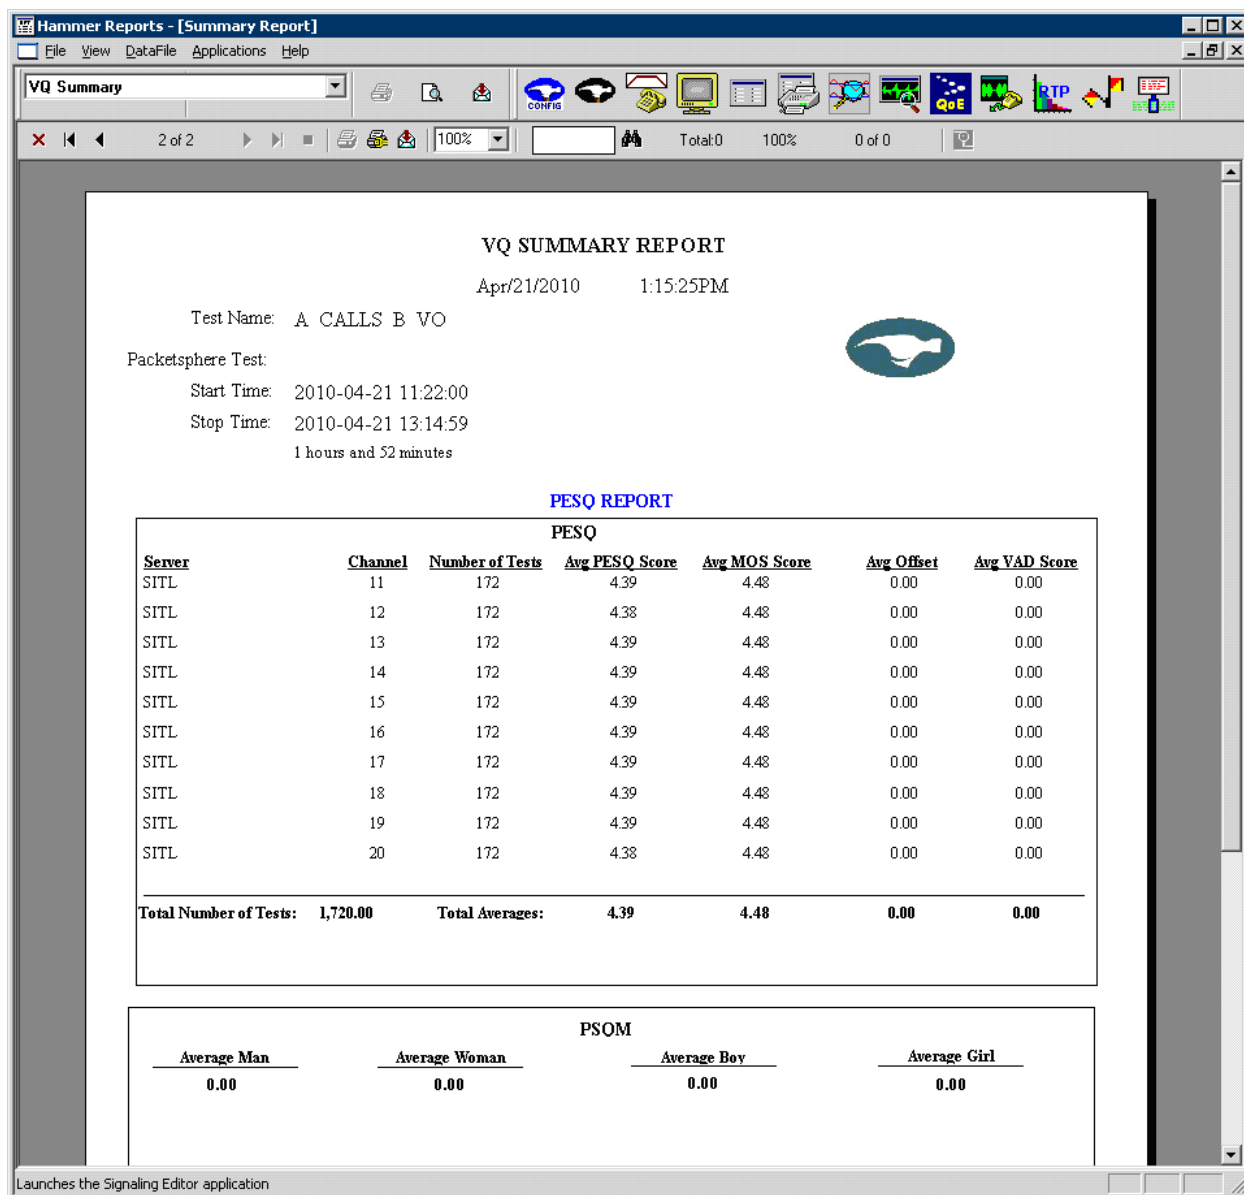 Hammer Reports - [Summary Report]
File View DataFile Applications Help
VQ Summary
CONFIG
QoE
RTP
2 of 2
100%
Total:0 100% 0 of 0
VQ SUMMARY REPORT
Apr/21/2010 1:15:25PM
Test Name: A CALLS B VO
Packetsphere Test:
Start Time: 2010-04-21 11:22:00
Stop Time: 2010-04-21 13:14:59
1 hours and 52 minutes
PESQ REPORT
PESQ
Server Channel Number of Tests Avg PESQ Score Avg MOS Score Avg Offset Avg VAD Score
SITL 11 172 4.39 4.48 0.00 0.00
SITL 12 172 4.38 4.48 0.00 0.00
SITL 13 172 4.39 4.48 0.00 0.00
SITL 14 172 4.39 4.48 0.00 0.00
SITL 15 172 4.39 4.48 0.00 0.00
SITL 16 172 4.39 4.48 0.00 0.00
SITL 17 172 4.39 4.48 0.00 0.00
SITL 18 172 4.39 4.48 0.00 0.00
SITL 19 172 4.39 4.48 0.00 0.00
SITL 20 172 4.38 4.48 0.00 0.00
Total Number of Tests: 1,720.00 Total Averages: 4.39 4.48 0.00 0.00
PSQM
Average Man Average Woman Average Boy Average Girl
0.00 0.00 0.00 0.00
Launches the Signaling Editor application